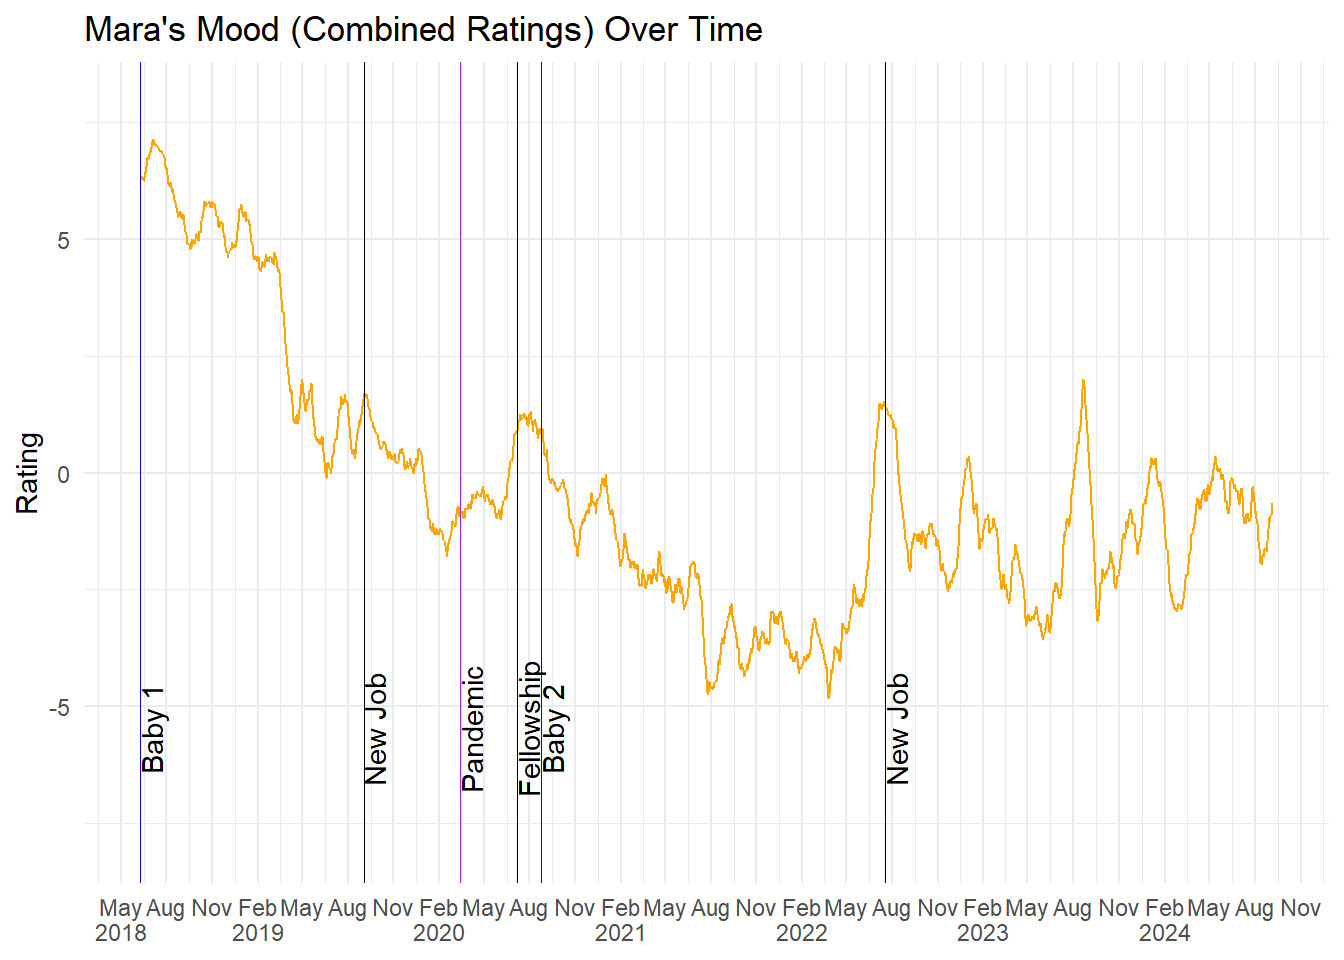 Mara's Mood (Combined Ratings) Over Time
Rating
5
0
-5
Baby 1
New Job
Pandemic
Fellowship
Baby 2
New Job
May Aug Nov Feb May Aug Nov Feb May Aug Nov Feb May Aug Nov Feb May Aug Nov Feb May Aug Nov Feb May Aug Nov
2018 2019 2020 2021 2022 2023 2024